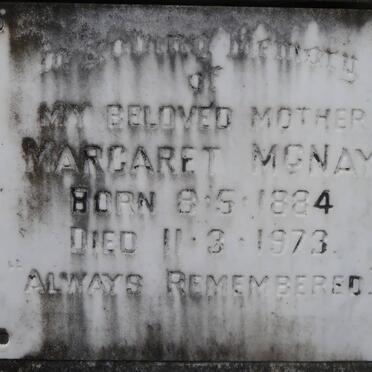 In Loving Memory
of
MY BELOVED MOTHER
MARGARET MCNAY
BORN 8·5·1884
DIED 11·3·1973.
"ALWAYS REMEMBERED."